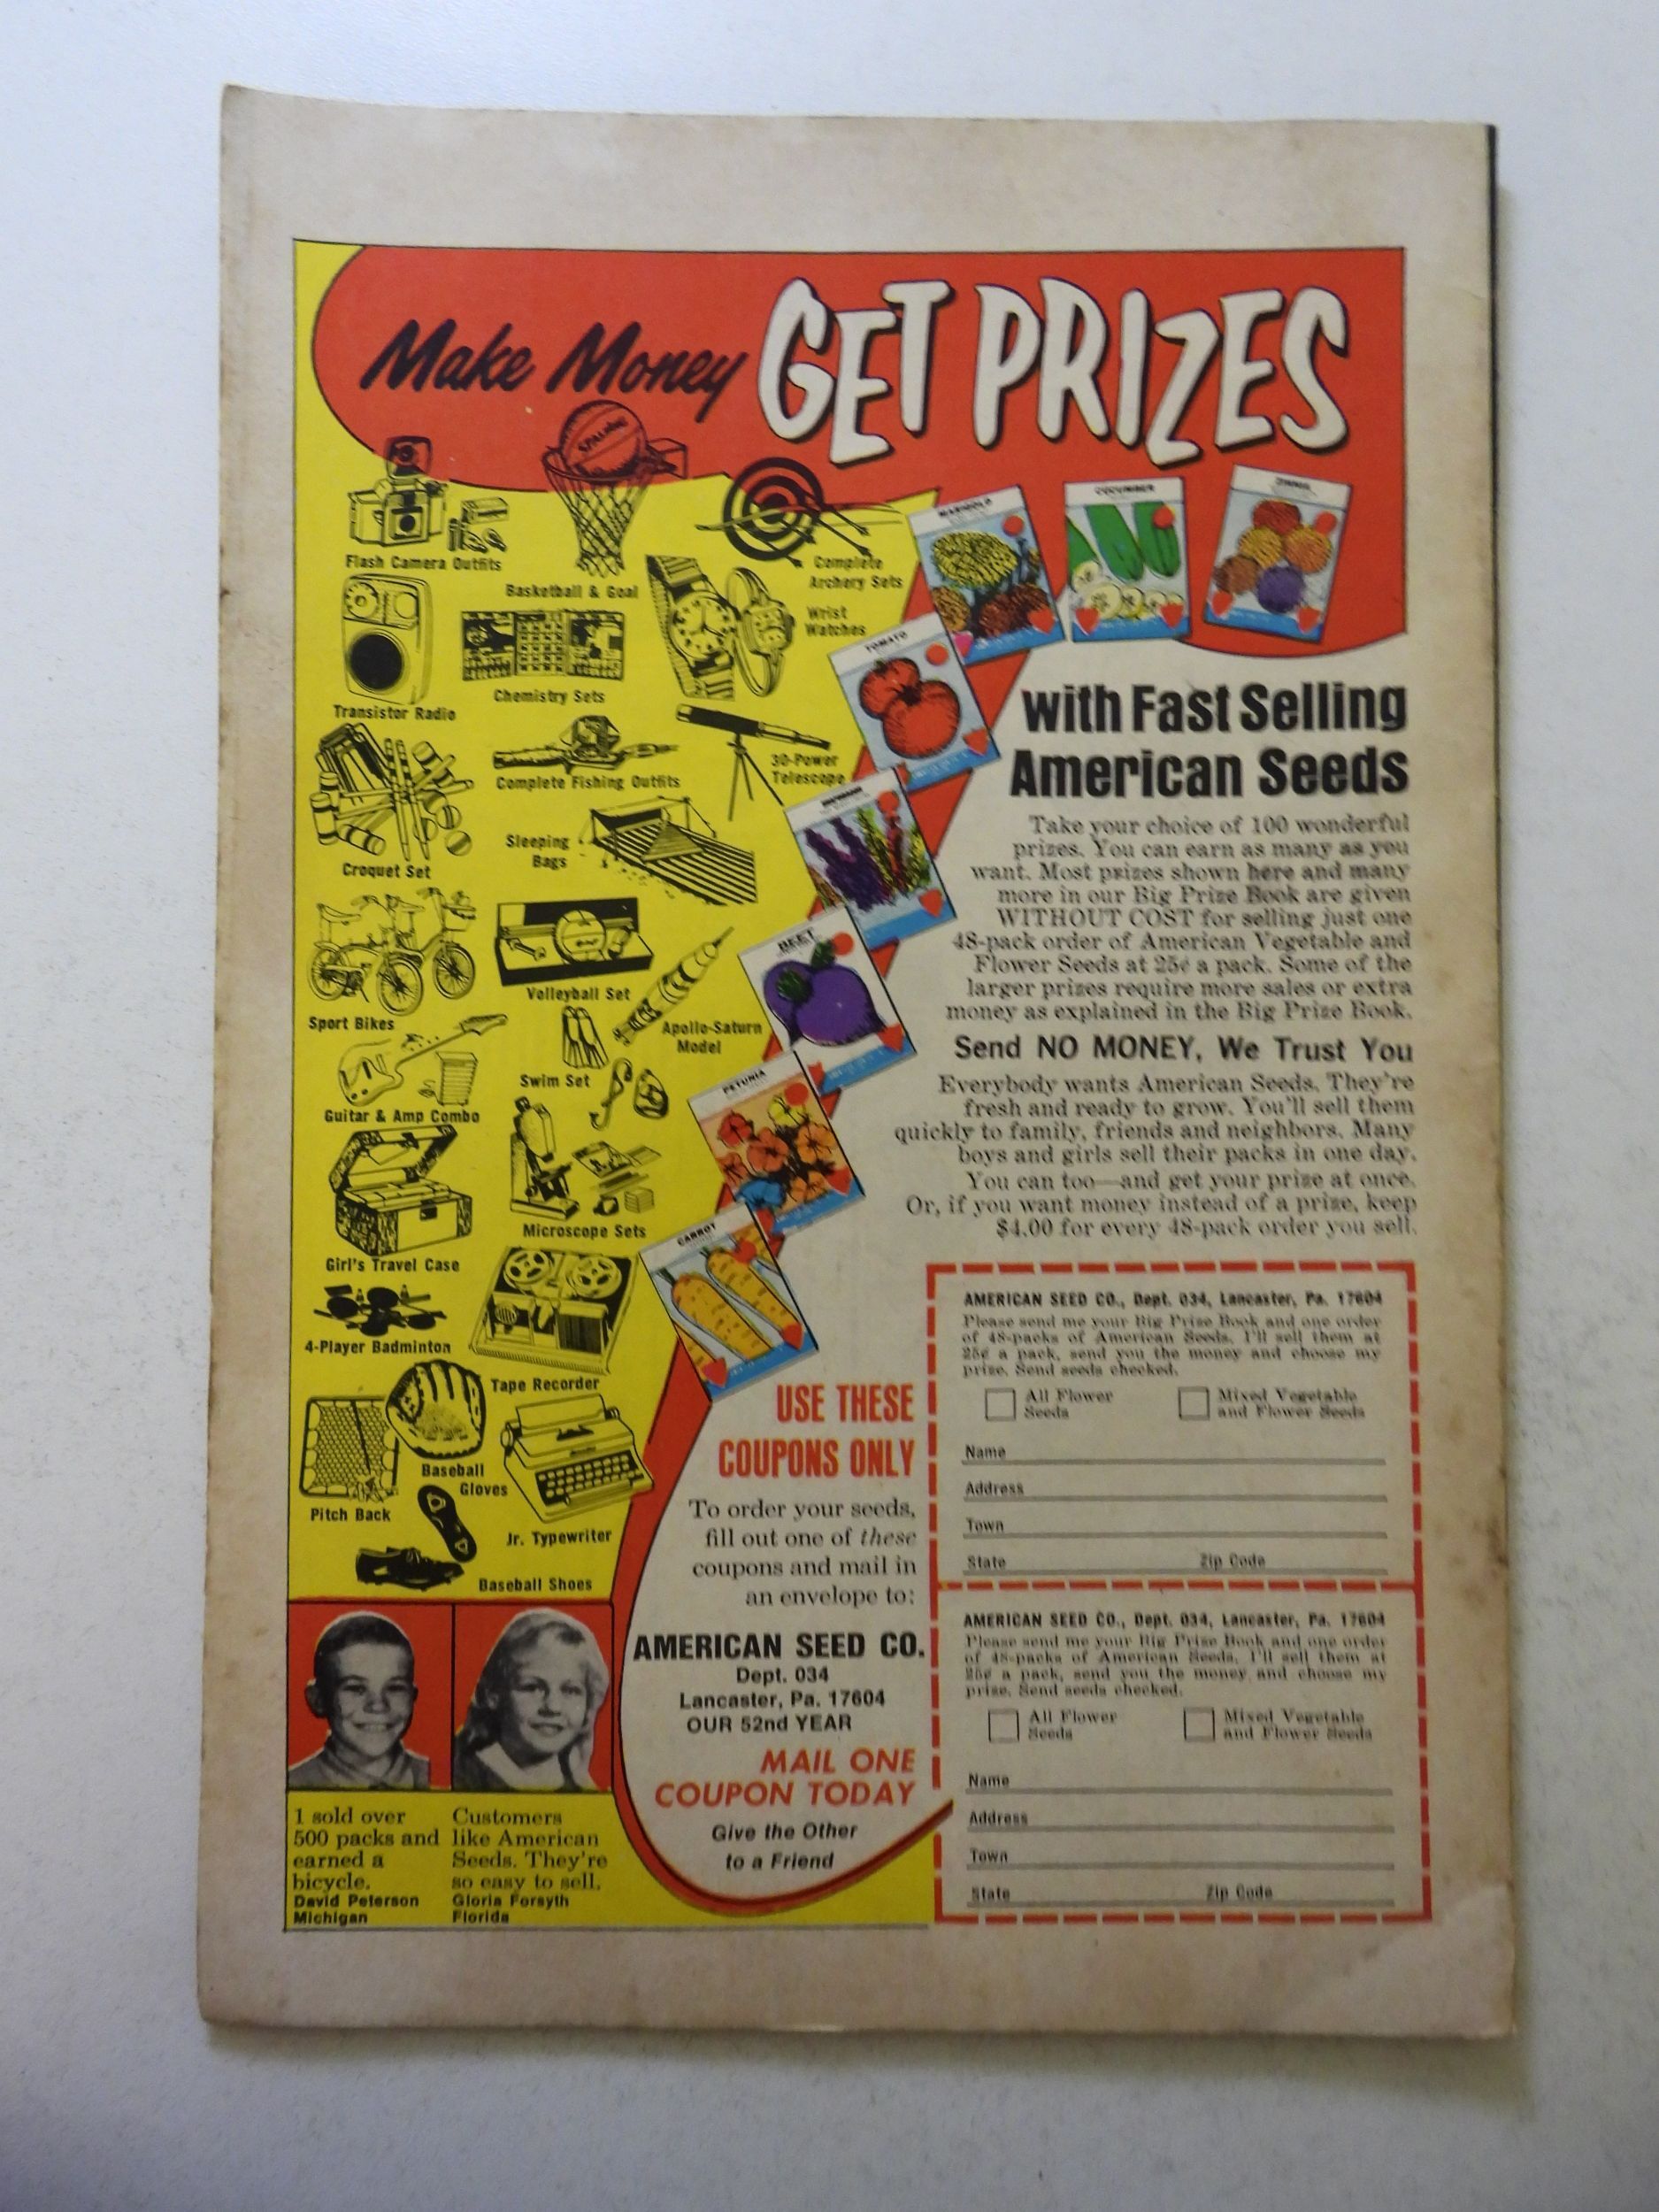 Make Money GET PRIZES
SPALDING
Flash Camera Outfits
Basketball & Goal
Complete
Archery Sets
Wrist
Watches
Transistor Radio
Chemistry Sets
30-Power
Telescope
Complete Fishing Outfits
Croquet Set
Sleeping
Bags
Sport Bikes
Volleyball Set
Apollo-Saturn
Model
Swim Set
Guitar & Amp Combo
Microscope Sets
Girl's Travel Case
4-Player Badminton
Tape Recorder
Baseball
Gloves
Pitch Back
Jr. Typewriter
Baseball Shoes
MARIGOLD
CUCUMBER
ZINNIA
TOMATO
BEET
PETUNIA
CARROT
with Fast Selling
American Seeds
Take your choice of 100 wonderful
prizes. You can earn as many as you
want. Most prizes shown here and many
more in our Big Prize Book are given
WITHOUT COST for selling just one
48-pack order of American Vegetable and
Flower Seeds at 25¢ a pack. Some of the
larger prizes require more sales or extra
money as explained in the Big Prize Book.
Send NO MONEY, We Trust You
Everybody wants American Seeds. They're
fresh and ready to grow. You'll sell them
quickly to family, friends and neighbors. Many
boys and girls sell their packs in one day.
You can too—and get your prize at once.
Or, if you want money instead of a prize, keep
$4.00 for every 48-pack order you sell.
USE THESE
COUPONS ONLY
To order your seeds,
fill out one of these
coupons and mail in
an envelope to:
AMERICAN SEED CO.
Dept. 034
Lancaster, Pa. 17604
OUR 52nd YEAR
MAIL ONE
COUPON TODAY
Give the Other
to a Friend
AMERICAN SEED CO., Dept. 034, Lancaster, Pa. 17604
Please send me your Big Prize Book and one order
of 48-packs of American Seeds. I'll sell them at
25¢ a pack, send you the money and choose my
prize. Send seeds checked.
All Flower
Seeds
Mixed Vegetable
and Flower Seeds
Name
Address
Town
State Zip Code
AMERICAN SEED CO., Dept. 034, Lancaster, Pa. 17604
Please send me your Big Prize Book and one order
of 48-packs of American Seeds. I'll sell them at
25¢ a pack, send you the money and choose my
prize. Send seeds checked.
All Flower
Seeds
Mixed Vegetable
and Flower Seeds
Name
Address
Town
State Zip Code
I sold over
500 packs and
earned a
bicycle.
David Peterson
Michigan
Customers
like American
Seeds. They're
so easy to sell.
Gloria Forsyth
Florida